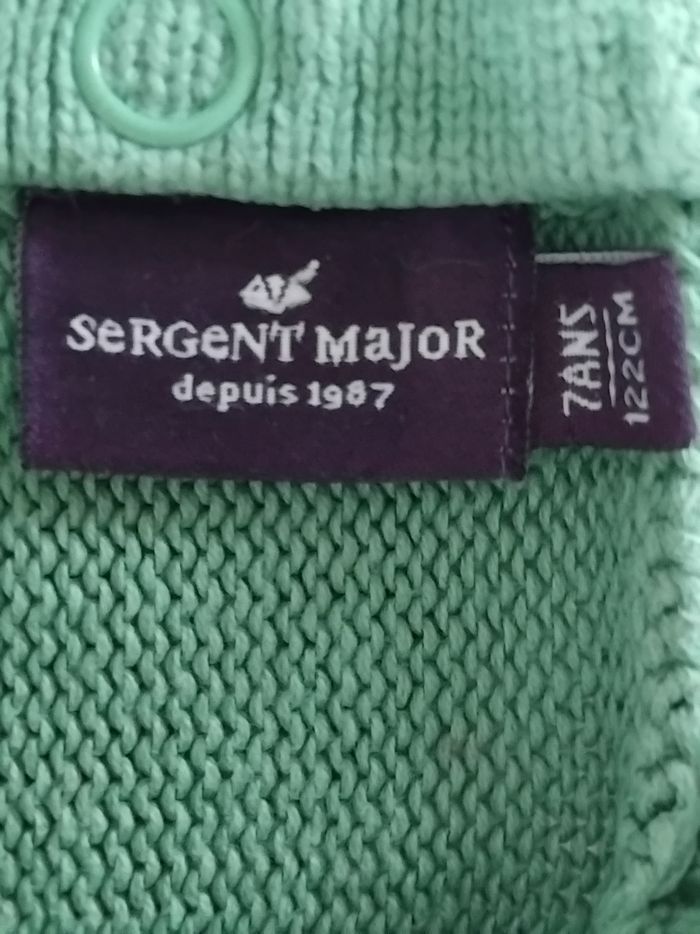 SeRGeNT MaJoR
depuis 1987
7ANS
122CM